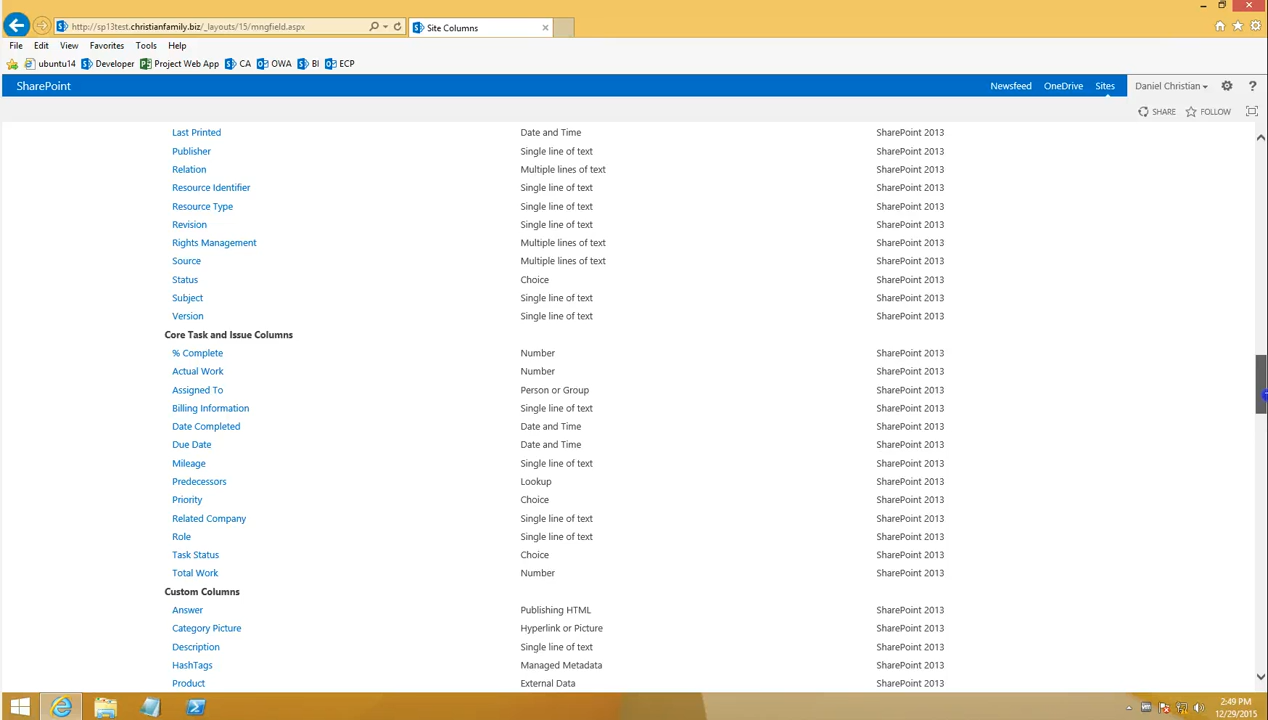 http://sp13test.christianfamily.biz/_layouts/15/mngfield.aspx
Site Columns
File Edit View Favorites Tools Help
ubuntu14 Developer Project Web App CA OWA BI ECP
SharePoint Newsfeed OneDrive Sites Daniel Christian
SHARE FOLLOW
Last Printed Date and Time SharePoint 2013
Publisher Single line of text SharePoint 2013
Relation Multiple lines of text SharePoint 2013
Resource Identifier Single line of text SharePoint 2013
Resource Type Single line of text SharePoint 2013
Revision Single line of text SharePoint 2013
Rights Management Multiple lines of text SharePoint 2013
Source Multiple lines of text SharePoint 2013
Status Choice SharePoint 2013
Subject Single line of text SharePoint 2013
Version Single line of text SharePoint 2013
Core Task and Issue Columns
% Complete Number SharePoint 2013
Actual Work Number SharePoint 2013
Assigned To Person or Group SharePoint 2013
Billing Information Single line of text SharePoint 2013
Date Completed Date and Time SharePoint 2013
Due Date Date and Time SharePoint 2013
Mileage Single line of text SharePoint 2013
Predecessors Lookup SharePoint 2013
Priority Choice SharePoint 2013
Related Company Single line of text SharePoint 2013
Role Single line of text SharePoint 2013
Task Status Choice SharePoint 2013
Total Work Number SharePoint 2013
Custom Columns
Answer Publishing HTML SharePoint 2013
Category Picture Hyperlink or Picture SharePoint 2013
Description Single line of text SharePoint 2013
HashTags Managed Metadata SharePoint 2013
Product External Data SharePoint 2013
2:49 PM
12/29/2015